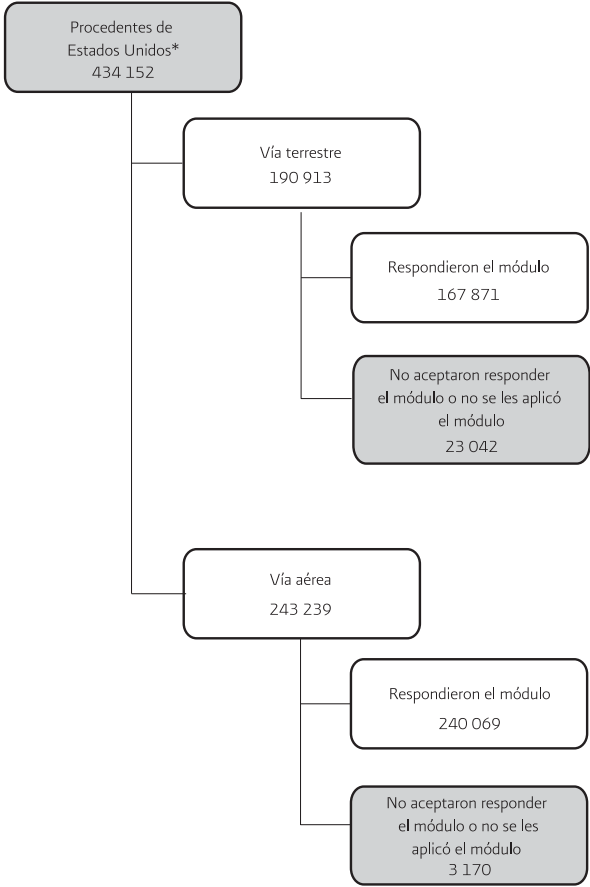 Procedentes de
Estados Unidos*
434 152
Vía terrestre
190 913
Respondieron el módulo
167 871
No aceptaron responder
el módulo o no se les aplicó
el módulo
23 042
Vía aérea
243 239
Respondieron el módulo
240 069
No aceptaron responder
el módulo o no se les
aplicó el módulo
3 170